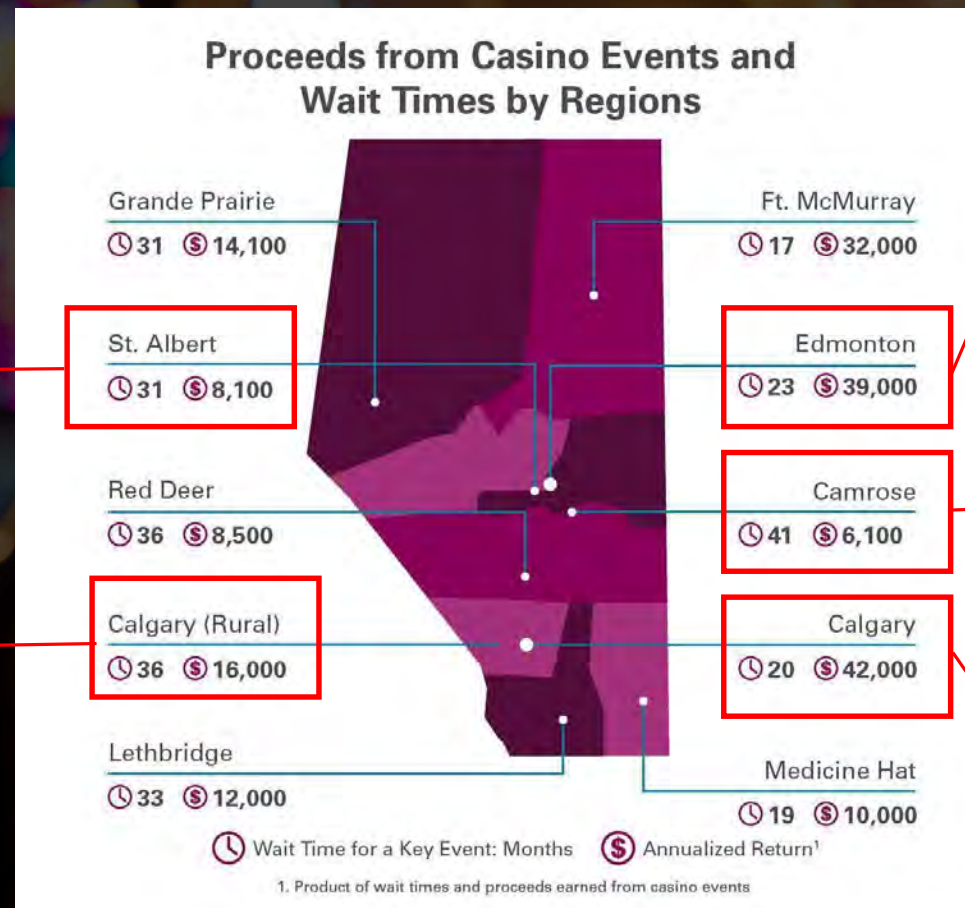 Proceeds from Casino Events and
Wait Times by Regions
Grande Prairie
31 $ 14,100
Ft. McMurray
17 $ 32,000
St. Albert
31 $ 8,100
Edmonton
23 $ 39,000
Red Deer
36 $ 8,500
Camrose
41 $ 6,100
Calgary (Rural)
36 $ 16,000
Calgary
20 $ 42,000
Lethbridge
33 $ 12,000
Medicine Hat
19 $ 10,000
Wait Time for a Key Event: Months $ Annualized Return¹
1. Product of wait times and proceeds earned from casino events